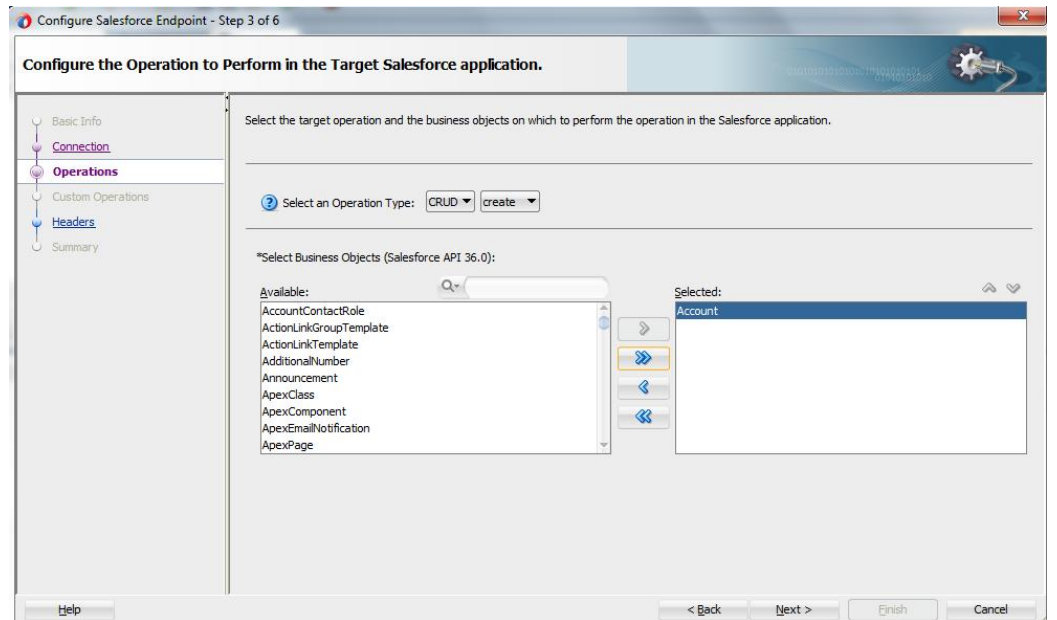 Configure Salesforce Endpoint - Step 3 of 6
Configure the Operation to Perform in the Target Salesforce application.
Basic Info
Connection
Operations
Custom Operations
Headers
Summary
Select the target operation and the business objects on which to perform the operation in the Salesforce application.
Select an Operation Type: CRUD create
*Select Business Objects (Salesforce API 36.0):
Available:
AccountContactRole
ActionLinkGroupTemplate
ActionLinkTemplate
AdditionalNumber
Announcement
ApexClass
ApexComponent
ApexEmailNotification
ApexPage
Selected:
Account
Help
< Back Next > Finish Cancel